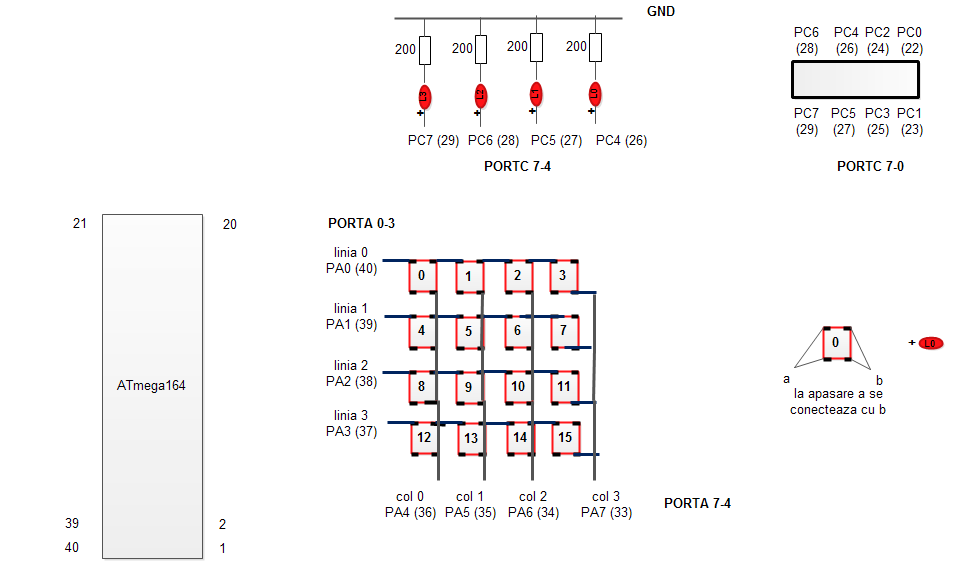 GND
200 200 200 200
L3 L2 L1 L0
+ + + +
PC7 (29) PC6 (28) PC5 (27) PC4 (26)
PORTC 7-4
PC6 PC4 PC2 PC0
(28) (26) (24) (22)
PC7 PC5 PC3 PC1
(29) (27) (25) (23)
PORTC 7-0
21 20
ATmega164
39 2
40 1
PORTA 0-3
linia 0
PA0 (40)
0 1 2 3
linia 1
PA1 (39)
4 5 6 7
linia 2
PA2 (38)
8 9 10 11
linia 3
PA3 (37)
12 13 14 15
col 0 col 1 col 2 col 3
PA4 (36) PA5 (35) PA6 (34) PA7 (33)
PORTA 7-4
0
a b
la apasare a se
conecteaza cu b
+ L0